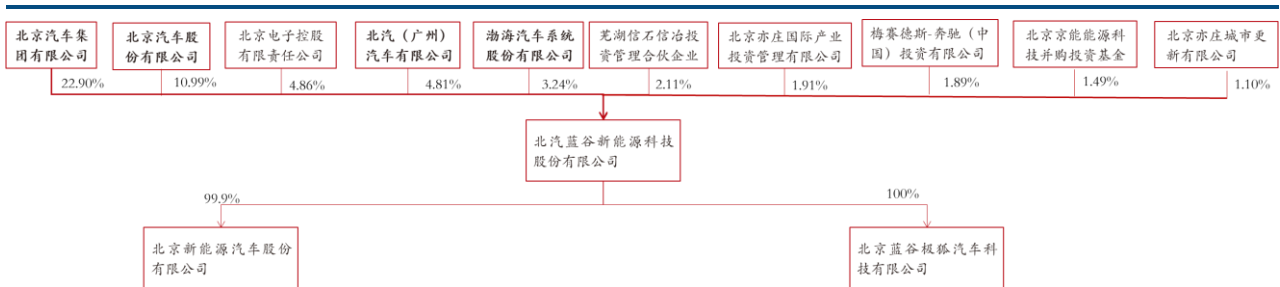 北京汽车集
团有限公司
北京汽车股
份有限公司
北京电子控股
有限责任公司
北汽（广州）
汽车有限公司
渤海汽车系统
股份有限公司
芜湖信石信冶投
资管理合伙企业
北京亦庄国际产业
投资管理有限公司
梅赛德斯-奔驰（中
国）投资有限公司
北京京能能源科
技并购投资基金
北京亦庄城市更
新有限公司
22.90%
10.99%
4.86%
4.81%
3.24%
2.11%
1.91%
1.89%
1.49%
1.10%
北汽蓝谷新能源科技
股份有限公司
99.9%
100%
北京新能源汽车股份
有限公司
北京蓝谷极狐汽车科
技有限公司